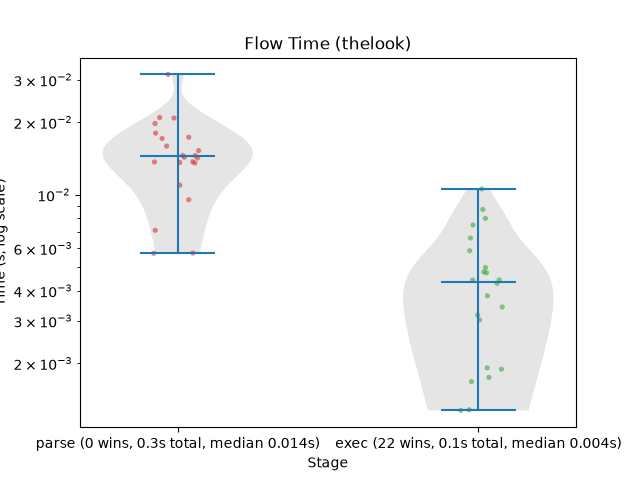 Flow Time (thelook)
3 × 10⁻²
2 × 10⁻²
10⁻²
6 × 10⁻³
4 × 10⁻³
3 × 10⁻³
2 × 10⁻³
(s, log scale)
parse (0 wins, 0.3s total, median 0.014s)
exec (22 wins, 0.1s total, median 0.004s)
Stage